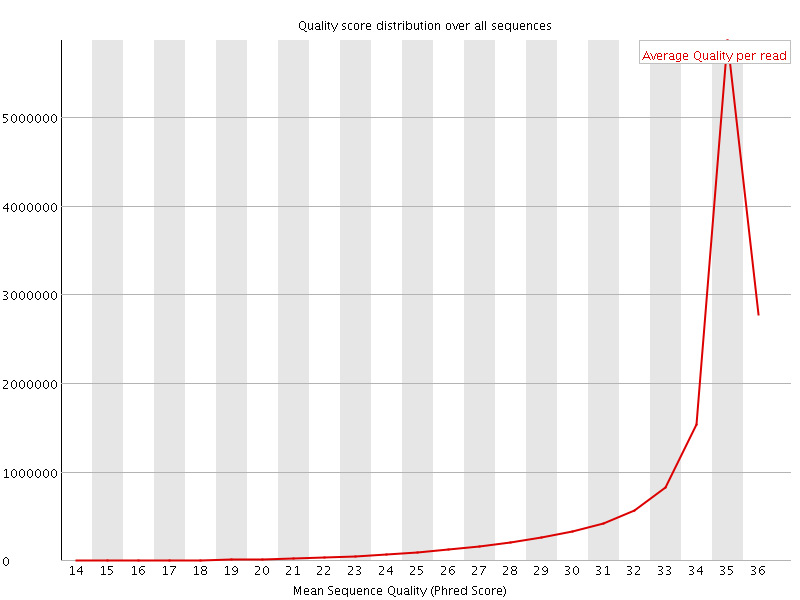 Quality score distribution over all sequences
Average Quality per read
5000000
4000000
3000000
2000000
1000000
0
14 15 16 17 18 19 20 21 22 23 24 25 26 27 28 29 30 31 32 33 34 35 36
Mean Sequence Quality (Phred Score)